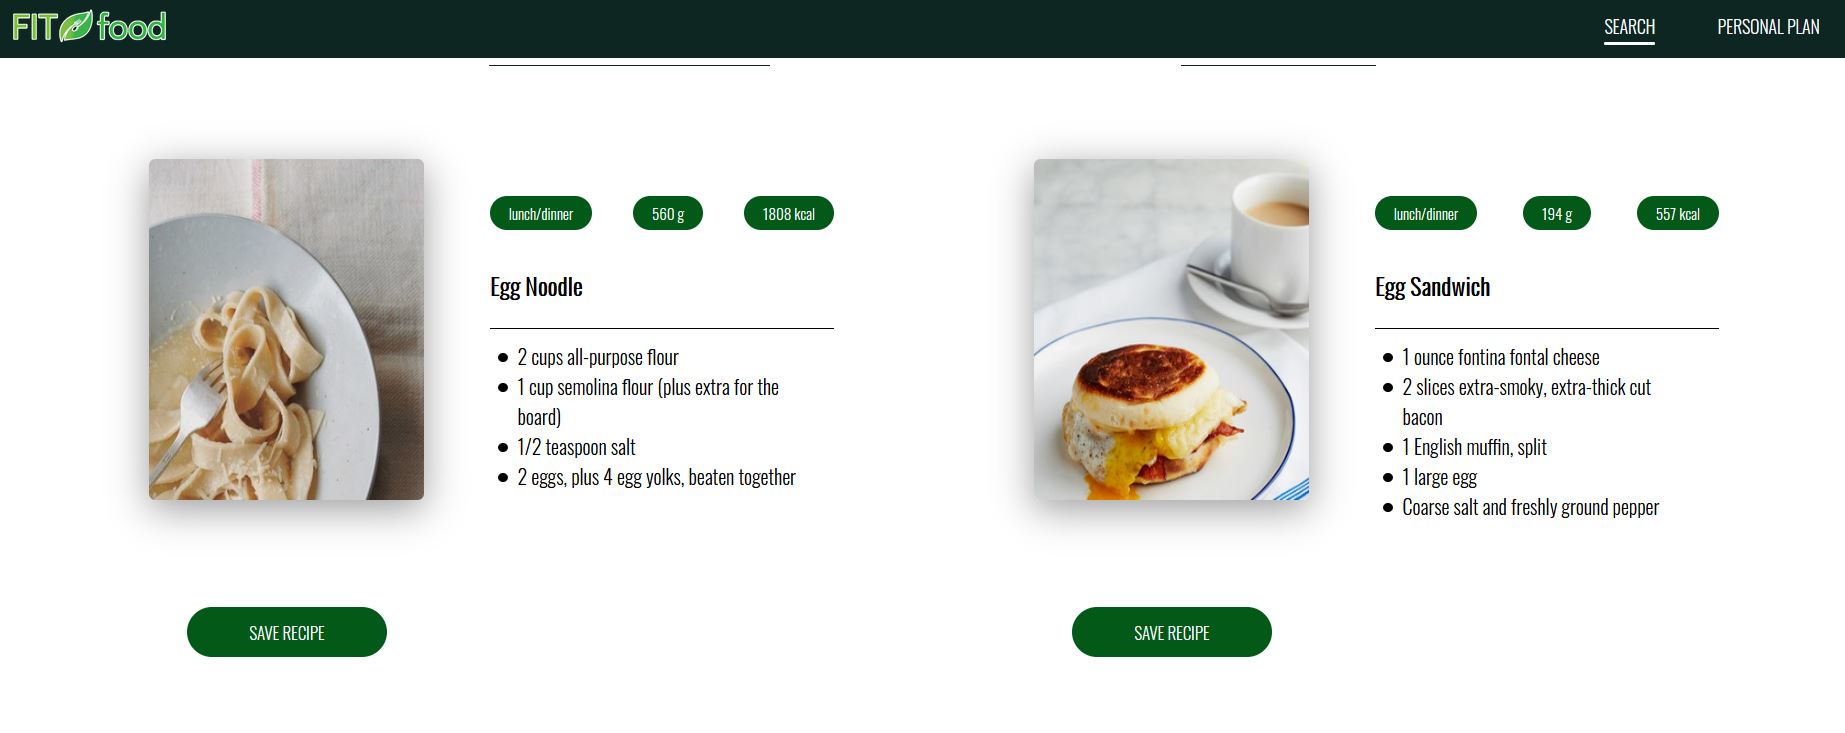 FIT food
SEARCH
PERSONAL PLAN
lunch/dinner
560 g
1808 kcal
Egg Noodle
2 cups all-purpose flour
1 cup semolina flour (plus extra for the
board)
1/2 teaspoon salt
2 eggs, plus 4 egg yolks, beaten together
SAVE RECIPE
lunch/dinner
194 g
557 kcal
Egg Sandwich
1 ounce fontina fontal cheese
2 slices extra-smoky, extra-thick cut
bacon
1 English muffin, split
1 large egg
Coarse salt and freshly ground pepper
SAVE RECIPE